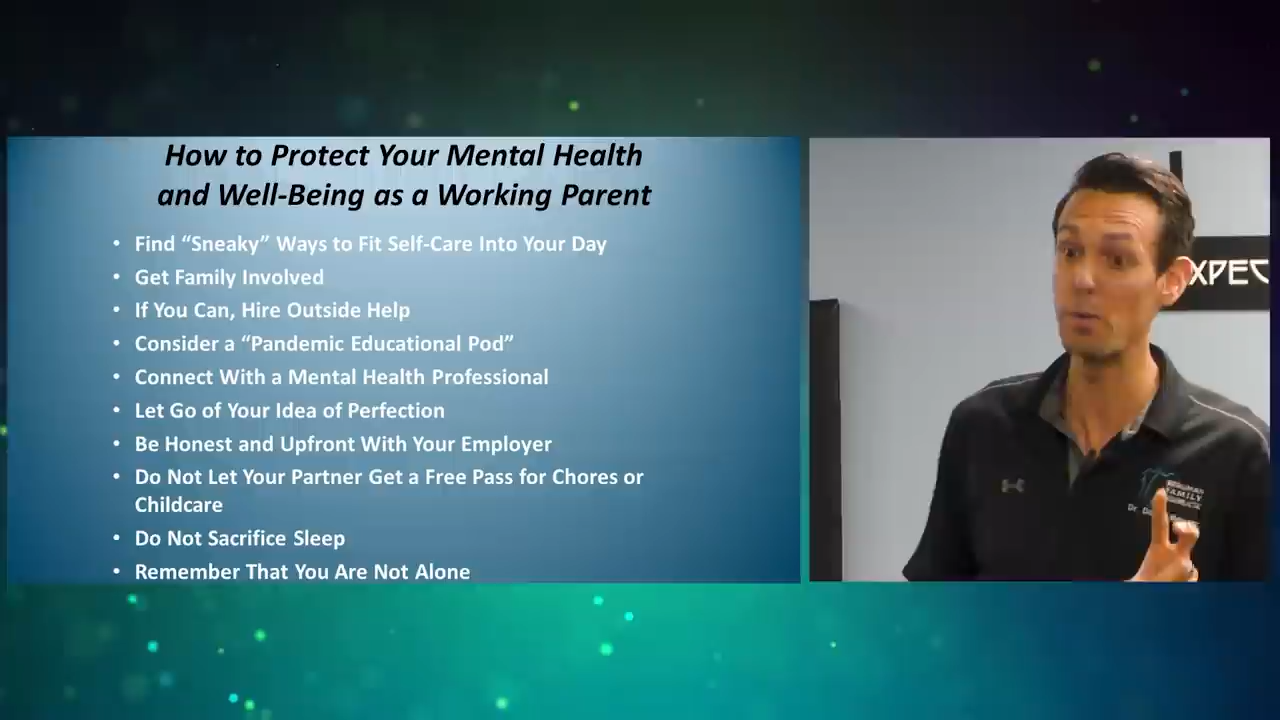 How to Protect Your Mental Health
and Well-Being as a Working Parent
• Find “Sneaky” Ways to Fit Self-Care Into Your Day
• Get Family Involved
• If You Can, Hire Outside Help
• Consider a “Pandemic Educational Pod”
• Connect With a Mental Health Professional
• Let Go of Your Idea of Perfection
• Be Honest and Upfront With Your Employer
• Do Not Let Your Partner Get a Free Pass for Chores or
Childcare
• Do Not Sacrifice Sleep
• Remember That You Are Not Alone
XPEC
FAMILY
Dr.